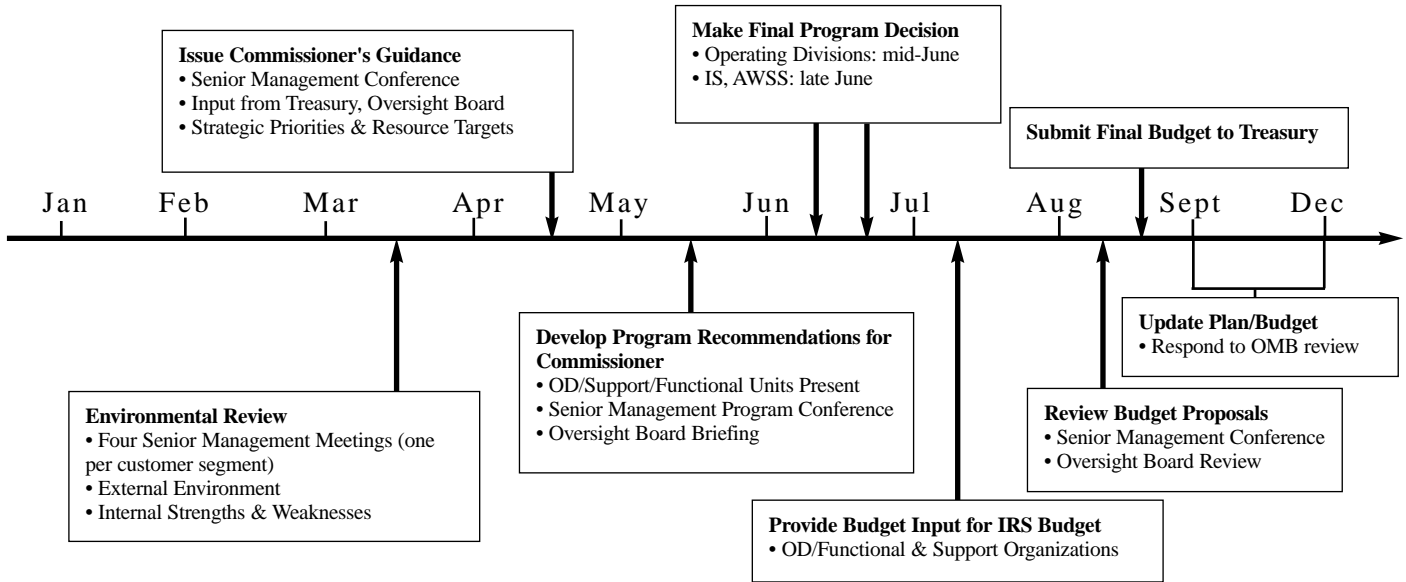 Issue Commissioner's Guidance
• Senior Management Conference
• Input from Treasury, Oversight Board
• Strategic Priorities & Resource Targets
Make Final Program Decision
• Operating Divisions: mid-June
• IS, AWSS: late June
Submit Final Budget to Treasury
Jan Feb Mar Apr May Jun Jul Aug Sept Dec
Environmental Review
• Four Senior Management Meetings (one
per customer segment)
• External Environment
• Internal Strengths & Weaknesses
Develop Program Recommendations for
Commissioner
• OD/Support/Functional Units Present
• Senior Management Program Conference
• Oversight Board Briefing
Provide Budget Input for IRS Budget
• OD/Functional & Support Organizations
Review Budget Proposals
• Senior Management Conference
• Oversight Board Review
Update Plan/Budget
• Respond to OMB review